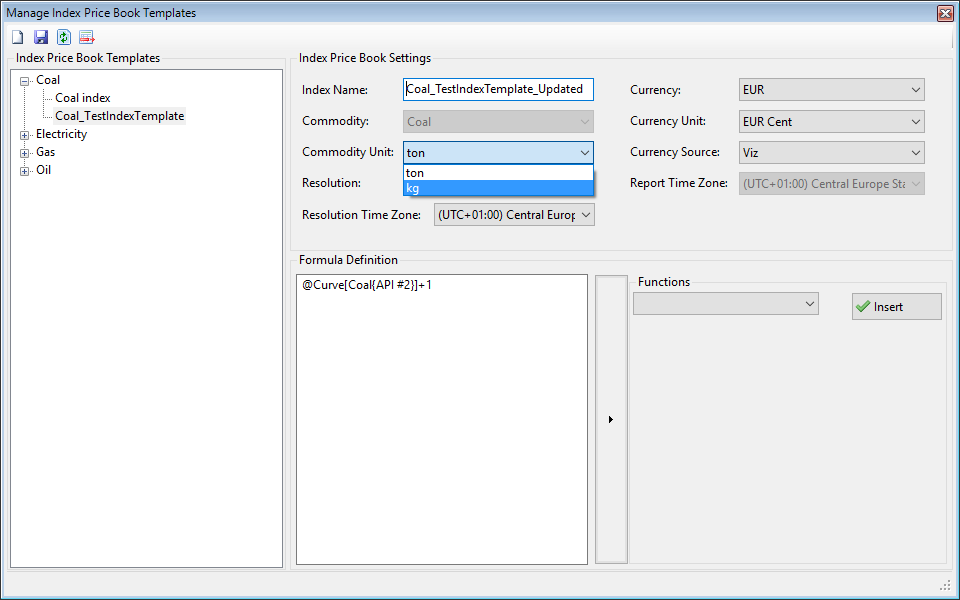 Manage Index Price Book Templates
Index Price Book Templates
Coal
Coal index
Coal_TestIndexTemplate
Electricity
Gas
Oil
Index Price Book Settings
Index Name: Coal_TestIndexTemplate_Updated
Commodity: Coal
Commodity Unit: ton
ton
kg
Resolution:
Resolution Time Zone: (UTC+01:00) Central Europ
Currency: EUR
Currency Unit: EUR Cent
Currency Source: Viz
Report Time Zone: (UTC+01:00) Central Europe Sta
Formula Definition
@Curve[Coal{API #2}]+1
Functions
Insert